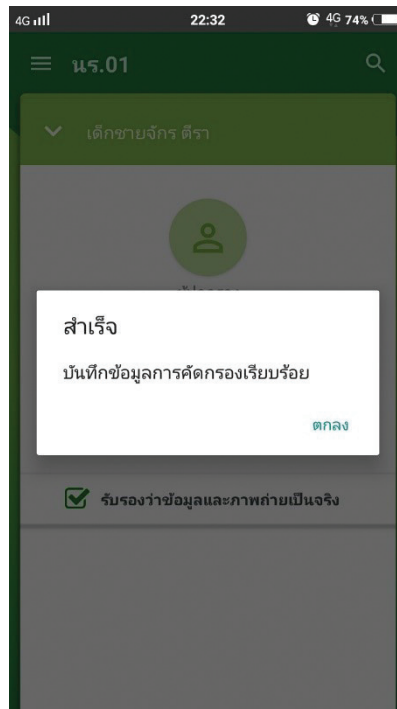 4G
22:32
4G 74%
นร.01
เด็กชายจักร ตีรา
สำเร็จ
บันทึกข้อมูลการคัดกรองเรียบร้อย
ตกลง
รับรองว่าข้อมูลและภาพถ่ายเป็นจริง